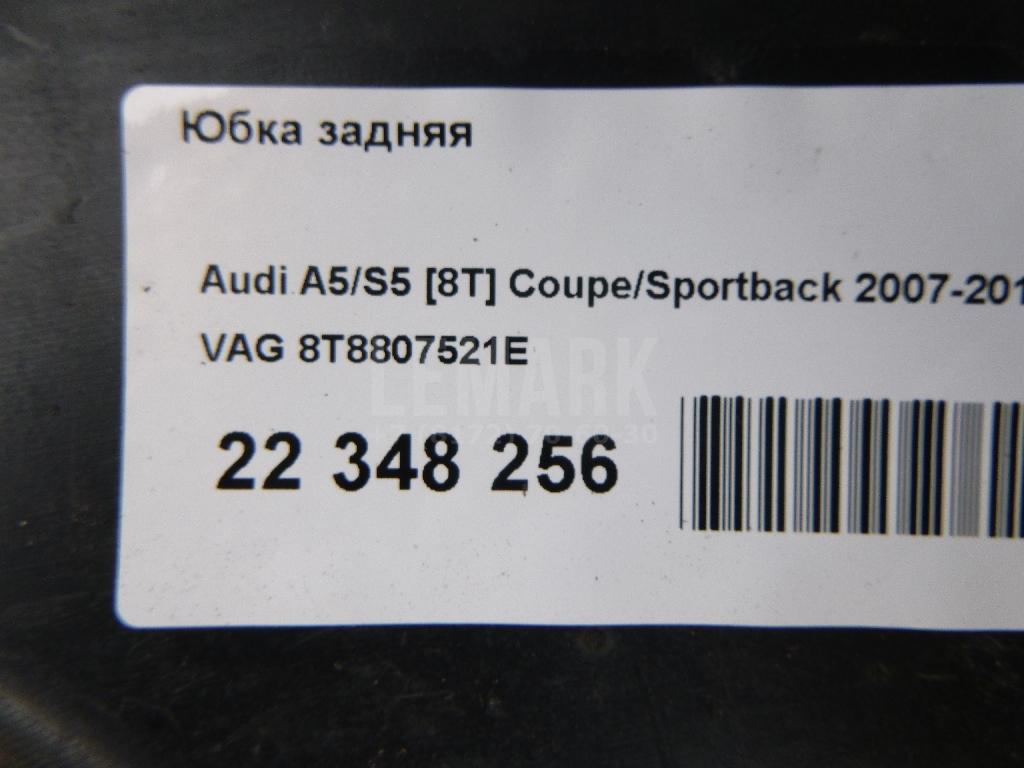 Юбка задняя
Audi A5/S5 [8T] Coupe/Sportback 2007-201
VAG 8T8807521E
LEMARK
22 348 256